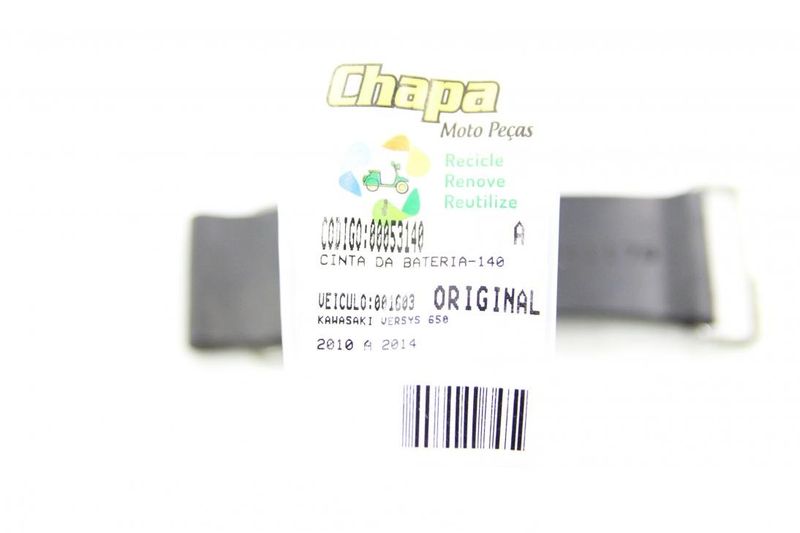 Chapa
Moto Peças
Recicle
Renove
Reutilize
CODIGO:00053140 A
CINTA DA BATERIA-140
VEICULO:001603 ORIGINAL
KAWASAKI VERSYS 650
2010 A 2014